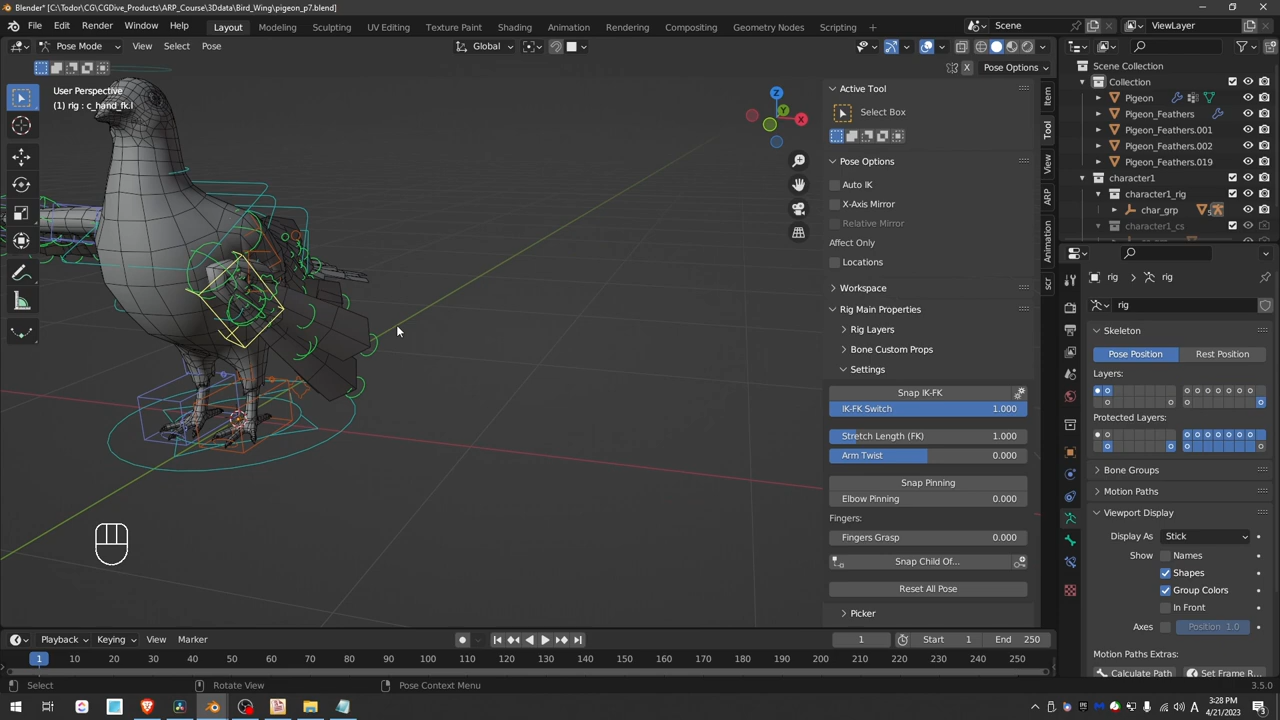 Blender* [C:\Todor\CG\CGDive_Products\ARP_Course\3Ddata\Bird_Wing\pigeon_p7.blend]
File Edit Render Window Help Layout Modeling Sculpting UV Editing Texture Paint Shading Animation Rendering Compositing Geometry Nodes Scripting Scene ViewLayer
Pose Mode View Select Pose Global
X Pose Options
User Perspective
(1) rig : c_hand_fk.l
Z
Y
X
Active Tool
Select Box
Pose Options
Auto IK
X-Axis Mirror
Relative Mirror
Affect Only
Locations
Workspace
Rig Main Properties
Rig Layers
Bone Custom Props
Settings
Snap IK-FK
IK-FK Switch 1.000
Stretch Length (FK) 1.000
Arm Twist 0.000
Snap Pinning
Elbow Pinning 0.000
Fingers:
Fingers Grasp 0.000
Snap Child Of...
Reset All Pose
Picker
Item
Tool
View
ARP
Animation
scr
Scene Collection
Collection
Pigeon
Pigeon_Feathers
Pigeon_Feathers.001
Pigeon_Feathers.002
Pigeon_Feathers.019
character1
character1_rig
char_grp
character1_cs
rig rig
rig
Skeleton
Pose Position Rest Position
Layers:
Protected Layers:
Bone Groups
Motion Paths
Viewport Display
Display As Stick
Show Names
Shapes
Group Colors
In Front
Axes Position 1.0
Motion Paths Extras:
Calculate Path Set Frame R...
Playback Keying View Marker 1 Start 1 End 250
1 10 20 30 40 50 60 70 80 90 100 110 120 130 140 150 160 170 180 190 200 210 220 230 240 250
Select Rotate View Pose Context Menu 3.5.0
3:28 PM
4/21/2023